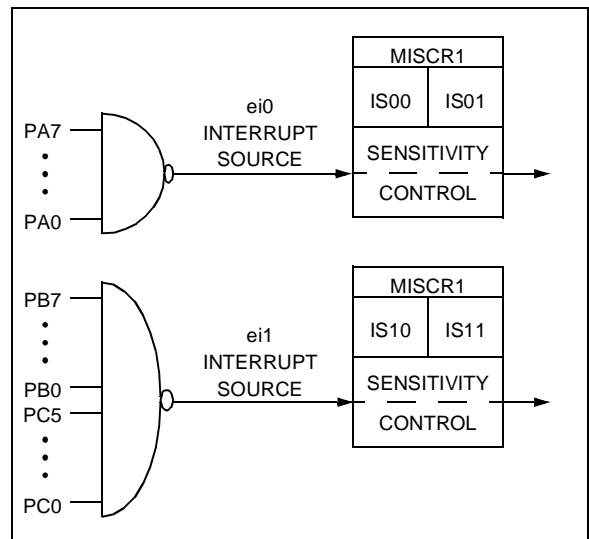 MISCR1
IS00 IS01
ei0
INTERRUPT
SOURCE
PA7
PA0
SENSITIVITY
CONTROL
MISCR1
IS10 IS11
ei1
INTERRUPT
SOURCE
PB7
PB0
PC5
PC0
SENSITIVITY
CONTROL